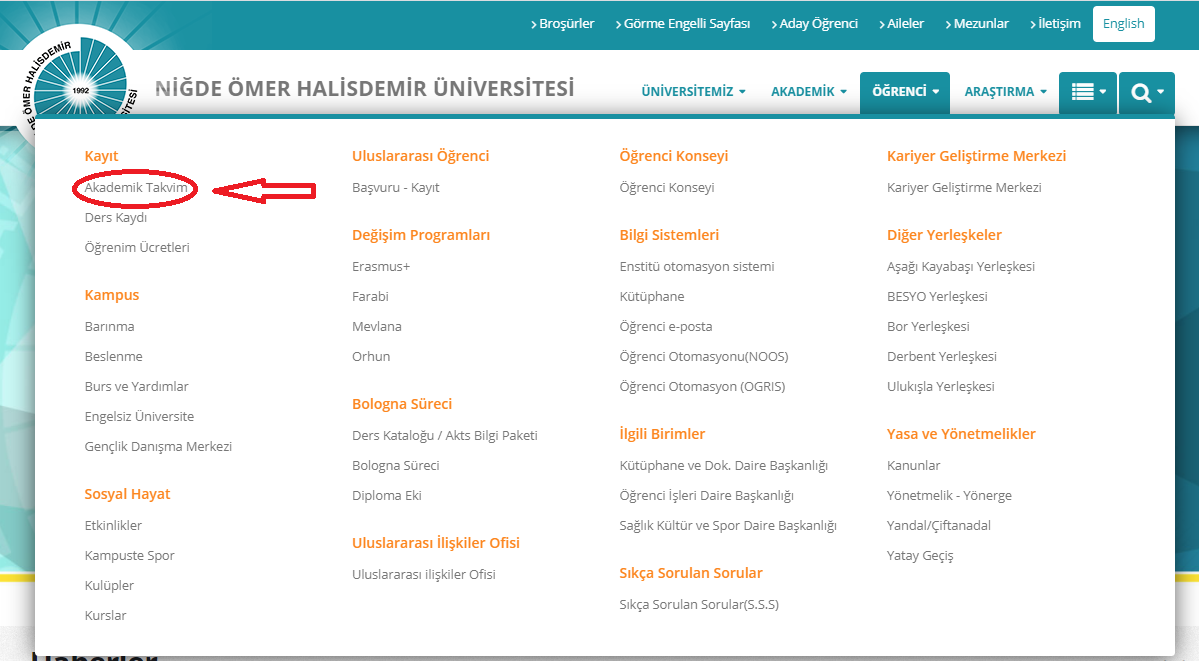 Broşürler Görme Engelli Sayfası Aday Öğrenci Aileler Mezunlar İletişim English
ÖMER HALİSDEMİR
1992
NİĞDE ÖMER HALİSDEMİR ÜNİVERSİTESİ
ÜNİVERSİTEMİZ AKADEMİK ÖĞRENCİ ARAŞTIRMA
Kayıt
Akademik Takvim
Ders Kaydı
Öğrenim Ücretleri
Kampus
Barınma
Beslenme
Burs ve Yardımlar
Engelsiz Üniversite
Gençlik Danışma Merkezi
Sosyal Hayat
Etkinlikler
Kampuste Spor
Kulüpler
Kurslar
Uluslararası Öğrenci
Başvuru - Kayıt
Değişim Programları
Erasmus+
Farabi
Mevlana
Orhun
Bologna Süreci
Ders Kataloğu / Akts Bilgi Paketi
Bologna Süreci
Diploma Eki
Uluslararası İlişkiler Ofisi
Uluslararası ilişkiler Ofisi
Öğrenci Konseyi
Öğrenci Konseyi
Bilgi Sistemleri
Enstitü otomasyon sistemi
Kütüphane
Öğrenci e-posta
Öğrenci Otomasyonu(NOOS)
Öğrenci Otomasyon (OGRIS)
İlgili Birimler
Kütüphane ve Dok. Daire Başkanlığı
Öğrenci İşleri Daire Başkanlığı
Sağlık Kültür ve Spor Daire Başkanlığı
Sıkça Sorulan Sorular
Sıkça Sorulan Sorular(S.S.S)
Kariyer Geliştirme Merkezi
Kariyer Geliştirme Merkezi
Diğer Yerleşkeler
Aşağı Kayabaşı Yerleşkesi
BESYO Yerleşkesi
Bor Yerleşkesi
Derbent Yerleşkesi
Ulukışla Yerleşkesi
Yasa ve Yönetmelikler
Kanunlar
Yönetmelik - Yönerge
Yandal/Çiftanadal
Yatay Geçiş
Haberler